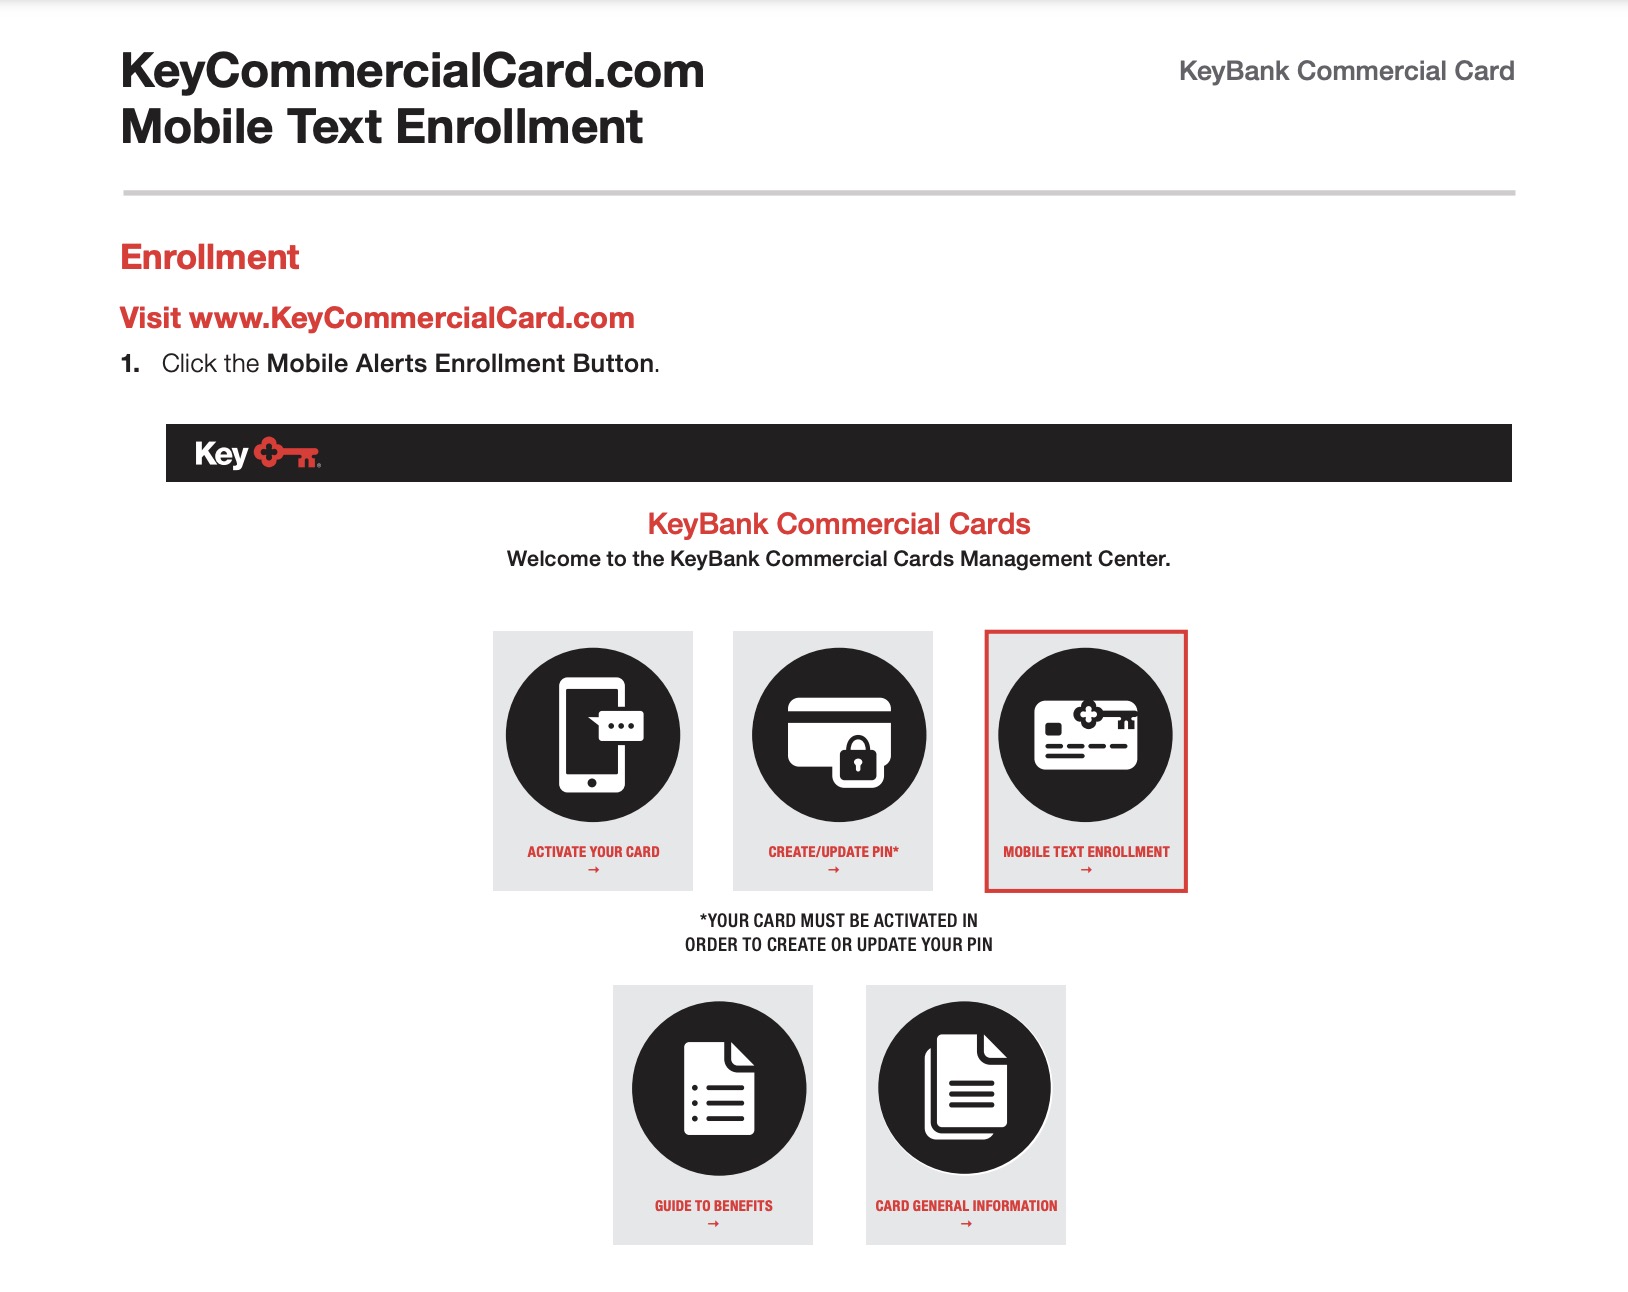 KeyCommercialCard.com
Mobile Text Enrollment
KeyBank Commercial Card
Enrollment
Visit www.KeyCommercialCard.com
1. Click the Mobile Alerts Enrollment Button.
Key
KeyBank Commercial Cards
Welcome to the KeyBank Commercial Cards Management Center.
ACTIVATE YOUR CARD
→
CREATE/UPDATE PIN*
→
MOBILE TEXT ENROLLMENT
→
*YOUR CARD MUST BE ACTIVATED IN
ORDER TO CREATE OR UPDATE YOUR PIN
GUIDE TO BENEFITS
→
CARD GENERAL INFORMATION
→